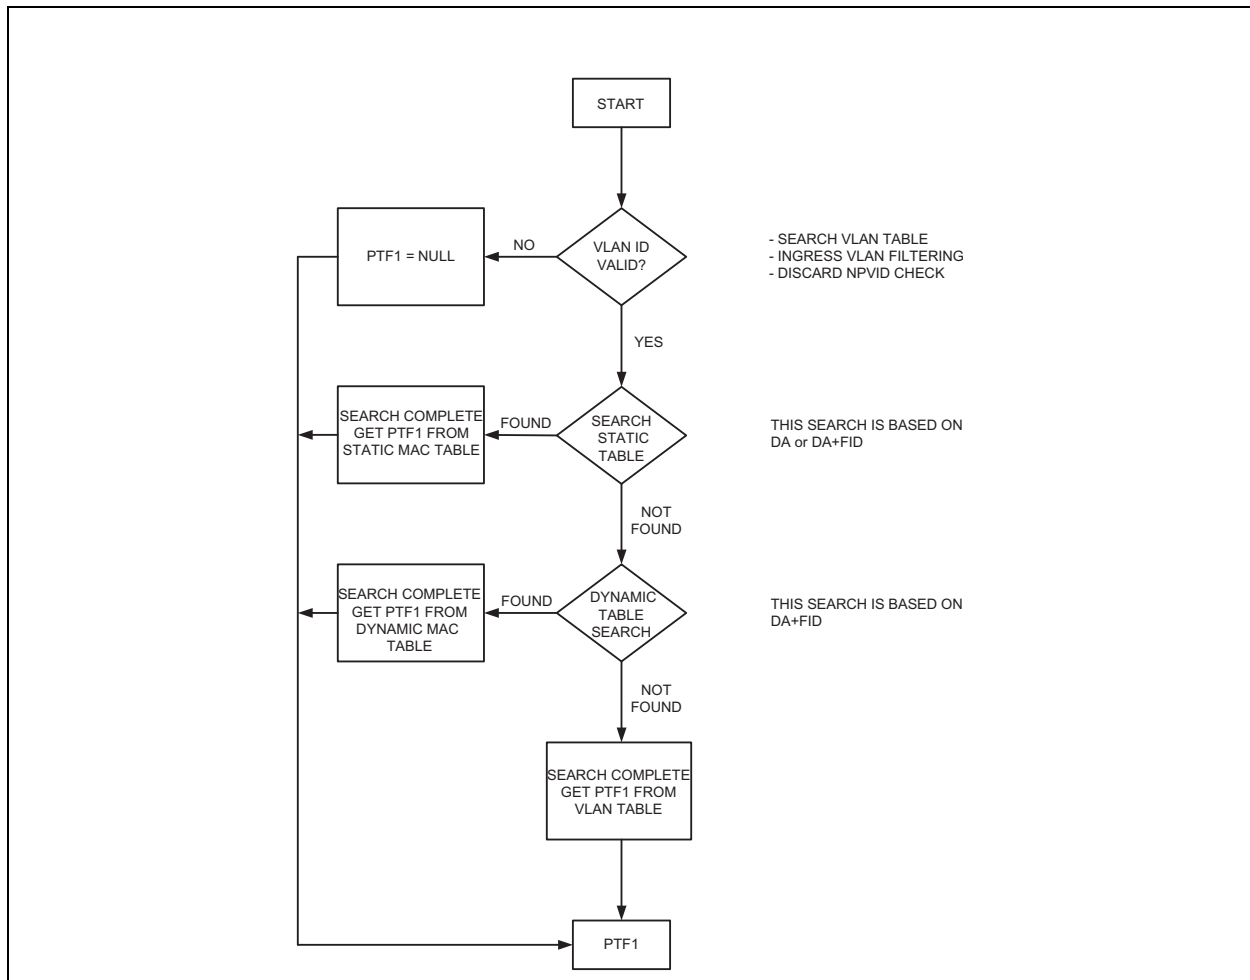 START
PTF1 = NULL
NO
VLAN ID
VALID?
- SEARCH VLAN TABLE
- INGRESS VLAN FILTERING
- DISCARD NPVID CHECK
YES
SEARCH COMPLETE
GET PTF1 FROM
STATIC MAC TABLE
FOUND
SEARCH
STATIC
TABLE
THIS SEARCH IS BASED ON
DA or DA+FID
NOT
FOUND
SEARCH COMPLETE
GET PTF1 FROM
DYNAMIC MAC
TABLE
FOUND
DYNAMIC
TABLE
SEARCH
THIS SEARCH IS BASED ON
DA+FID
NOT
FOUND
SEARCH COMPLETE
GET PTF1 FROM
VLAN TABLE
PTF1